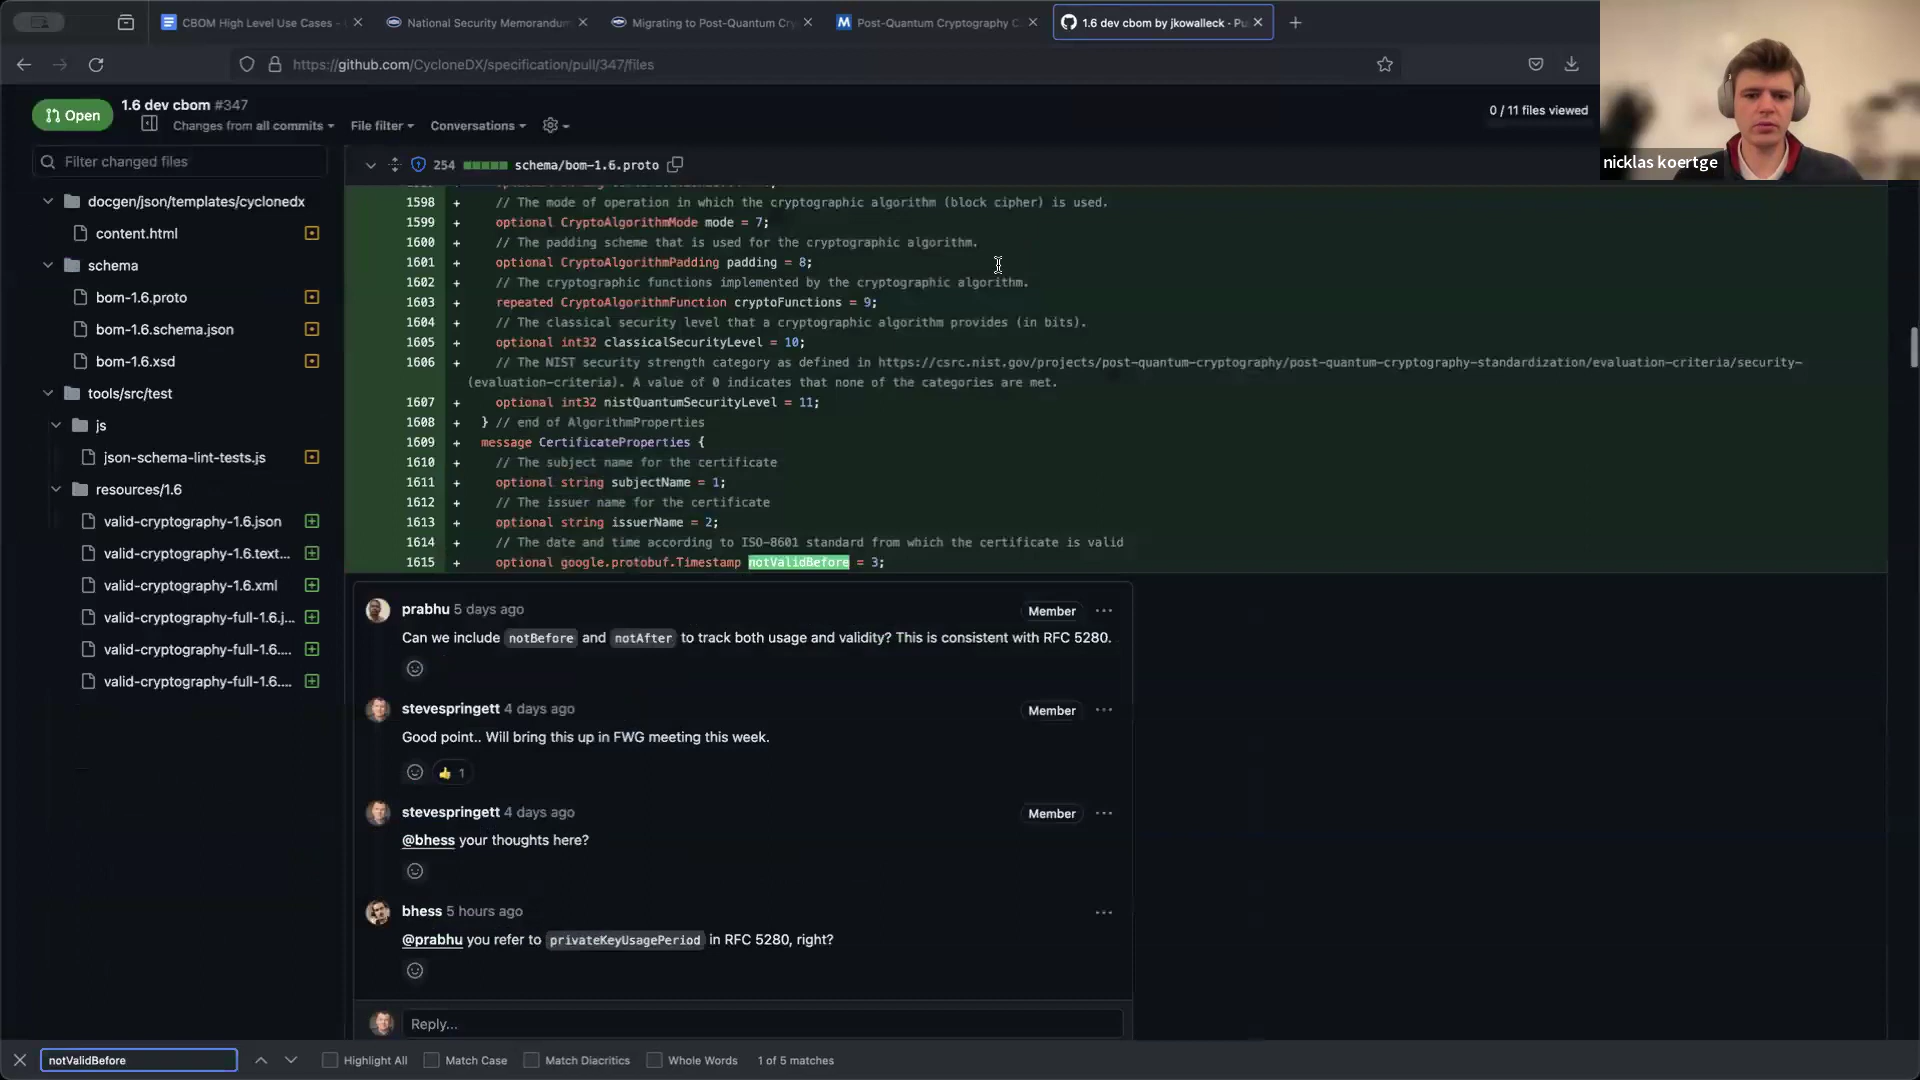 CBOM High Level Use Cases -
National Security Memorandum
Migrating to Post-Quantum Cry
Post-Quantum Cryptography C
1.6 dev cbom by jkowalleck - Pu
https://github.com/CycloneDX/specification/pull/347/files
nicklas koertge
Open
1.6 dev cbom #347
Changes from all commits
File filter
Conversations
0 / 11 files viewed
Filter changed files
docgen/json/templates/cyclonedx
content.html
schema
bom-1.6.proto
bom-1.6.schema.json
bom-1.6.xsd
tools/src/test
js
json-schema-lint-tests.js
resources/1.6
valid-cryptography-1.6.json
valid-cryptography-1.6.text...
valid-cryptography-1.6.xml
valid-cryptography-full-1.6.j...
valid-cryptography-full-1.6....
valid-cryptography-full-1.6....
254 schema/bom-1.6.proto
1598 + // The mode of operation in which the cryptographic algorithm (block cipher) is used.
1599 + optional CryptoAlgorithmMode mode = 7;
1600 + // The padding scheme that is used for the cryptographic algorithm.
1601 + optional CryptoAlgorithmPadding padding = 8;
1602 + // The cryptographic functions implemented by the cryptographic algorithm.
1603 + repeated CryptoAlgorithmFunction cryptoFunctions = 9;
1604 + // The classical security level that a cryptographic algorithm provides (in bits).
1605 + optional int32 classicalSecurityLevel = 10;
1606 + // The NIST security strength category as defined in https://csrc.nist.gov/projects/post-quantum-cryptography/post-quantum-cryptography-standardization/evaluation-criteria/security-
(evaluation-criteria). A value of 0 indicates that none of the categories are met.
1607 + optional int32 nistQuantumSecurityLevel = 11;
1608 + } // end of AlgorithmProperties
1609 + message CertificateProperties {
1610 + // The subject name for the certificate
1611 + optional string subjectName = 1;
1612 + // The issuer name for the certificate
1613 + optional string issuerName = 2;
1614 + // The date and time according to ISO-8601 standard from which the certificate is valid
1615 + optional google.protobuf.Timestamp notValidBefore = 3;
prabhu 5 days ago
Member
Can we include notBefore and notAfter to track both usage and validity? This is consistent with RFC 5280.
stevespringett 4 days ago
Member
Good point.. Will bring this up in FWG meeting this week.
1
stevespringett 4 days ago
Member
@bhess your thoughts here?
bhess 5 hours ago
@prabhu you refer to privateKeyUsagePeriod in RFC 5280, right?
Reply...
notValidBefore
Highlight All
Match Case
Match Diacritics
Whole Words
1 of 5 matches